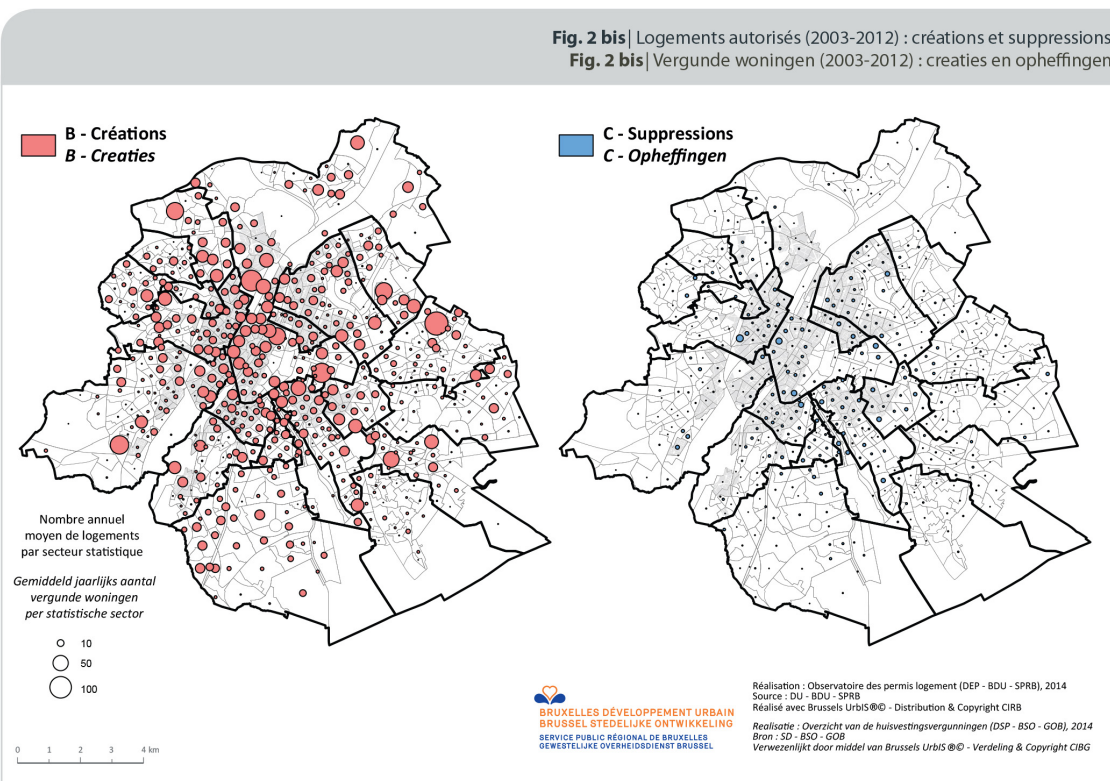 Fig. 2 bis| Logements autorisés (2003-2012) : créations et suppressions
Fig. 2 bis| Vergunde woningen (2003-2012) : creaties en opheffingen
B - Créations
B - Creaties
C - Suppressions
C - Opheffingen
Nombre annuel
moyen de logements
par secteur statistique
Gemiddeld jaarlijks aantal
vergunde woningen
per statistische sector
10
50
100
0 1 2 3 4 km
BRUXELLES DÉVELOPPEMENT URBAIN
BRUSSEL STEDELIJKE ONTWIKKELING
SERVICE PUBLIC RÉGIONAL DE BRUXELLES
GEWESTELIJKE OVERHEIDSDIENST BRUSSEL
Réalisation : Observatoire des permis logement (DEP - BDU - SPRB), 2014
Source : DU - BDU - SPRB
Réalisé avec Brussels UrbIS®© - Distribution & Copyright CIRB
Realisatie : Overzicht van de huisvestingsvergunningen (DSP - BSO - GOB), 2014
Bron : SD - BSO - GOB
Verwezenlijkt door middel van Brussels UrbIS®© - Verdeling & Copyright CIBG